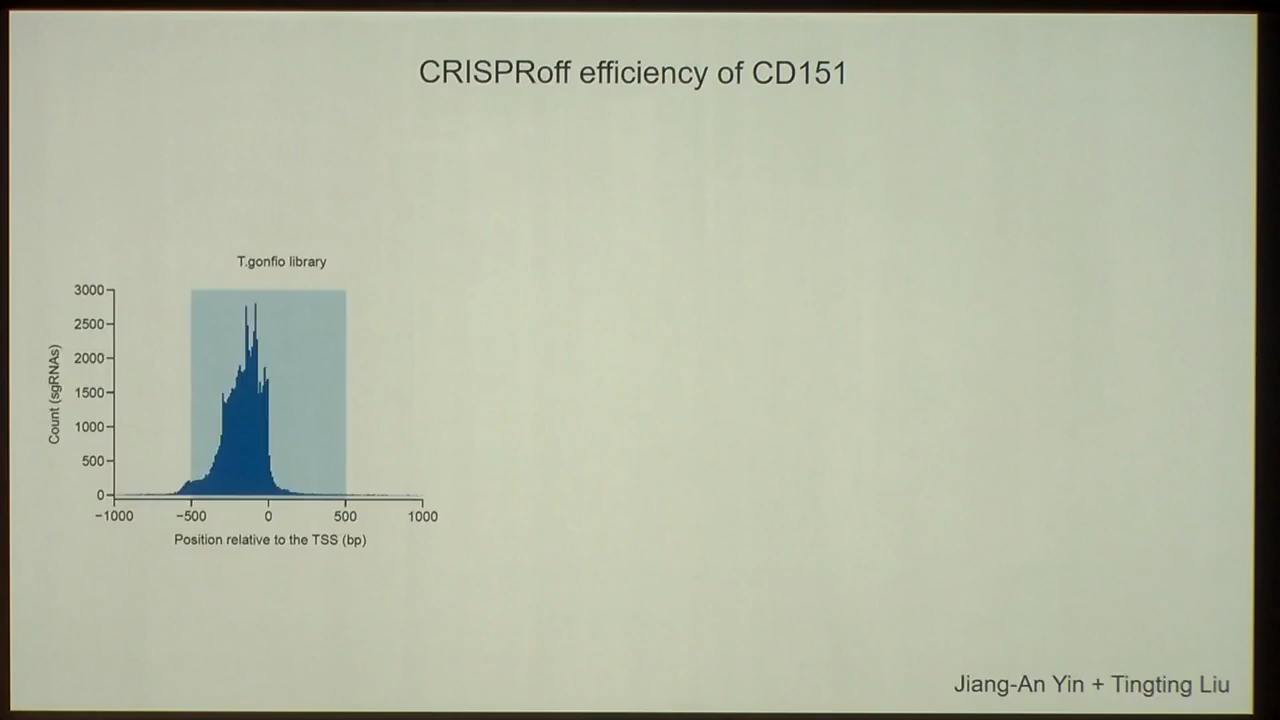 CRISPRoff efficiency of CD151
T.gonfio library
3000
2500
2000
1500
1000
500
0
Count (sgRNAs)
−1000 −500 0 500 1000
Position relative to the TSS (bp)
Jiang-An Yin + Tingting Liu